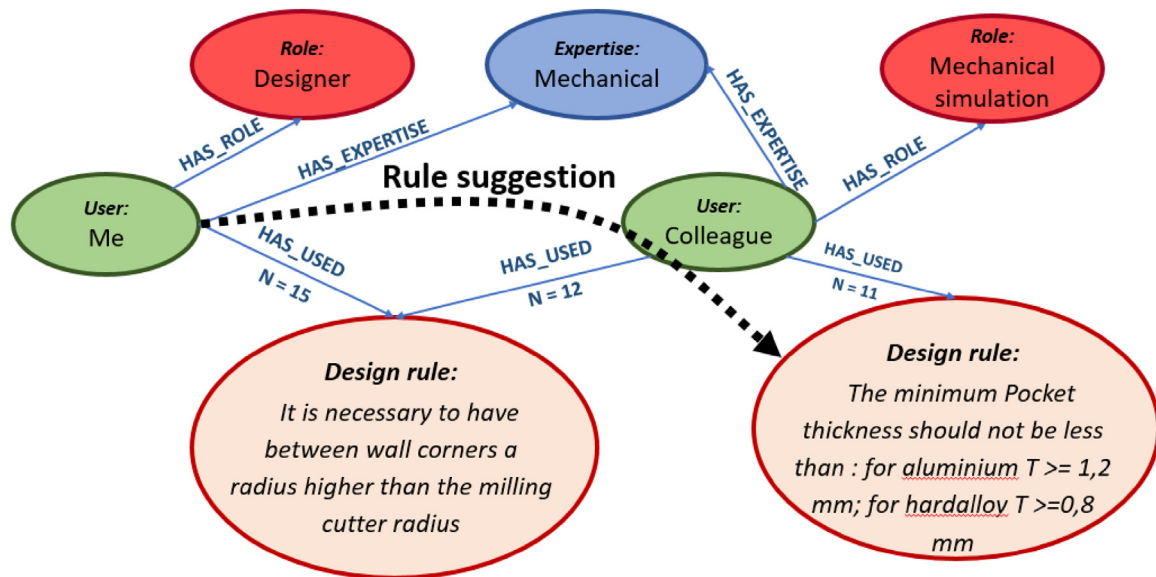 Role:
Designer
Expertise:
Mechanical
Role:
Mechanical
simulation
HAS_ROLE
HAS_EXPERTISE
HAS_EXPERTISE
HAS_ROLE
Rule suggestion
User:
Me
User:
Colleague
HAS_USED
N = 15
HAS_USED
N = 12
HAS_USED
N = 11
Design rule:
It is necessary to have
between wall corners a
radius higher than the milling
cutter radius
Design rule:
The minimum Pocket
thickness should not be less
than : for aluminium T >= 1,2
mm; for hardalloy T >=0,8
mm